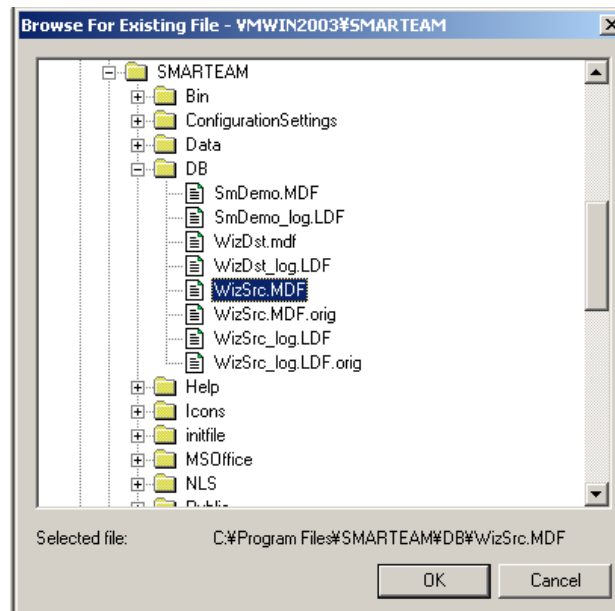 Browse For Existing File - ¥MWIN2003¥SMARTEAM
SMARTEAM
Bin
ConfigurationSettings
Data
DB
SmDemo.MDF
SmDemo_log.LDF
WizDst.mdf
WizDst_log.LDF
WizSrc.MDF
WizSrc.MDF.orig
WizSrc_log.LDF
WizSrc_log.LDF.orig
Help
Icons
initfile
MSOffice
NLS
Selected file: C:¥Program Files¥SMARTEAM¥DB¥WizSrc.MDF
OK Cancel